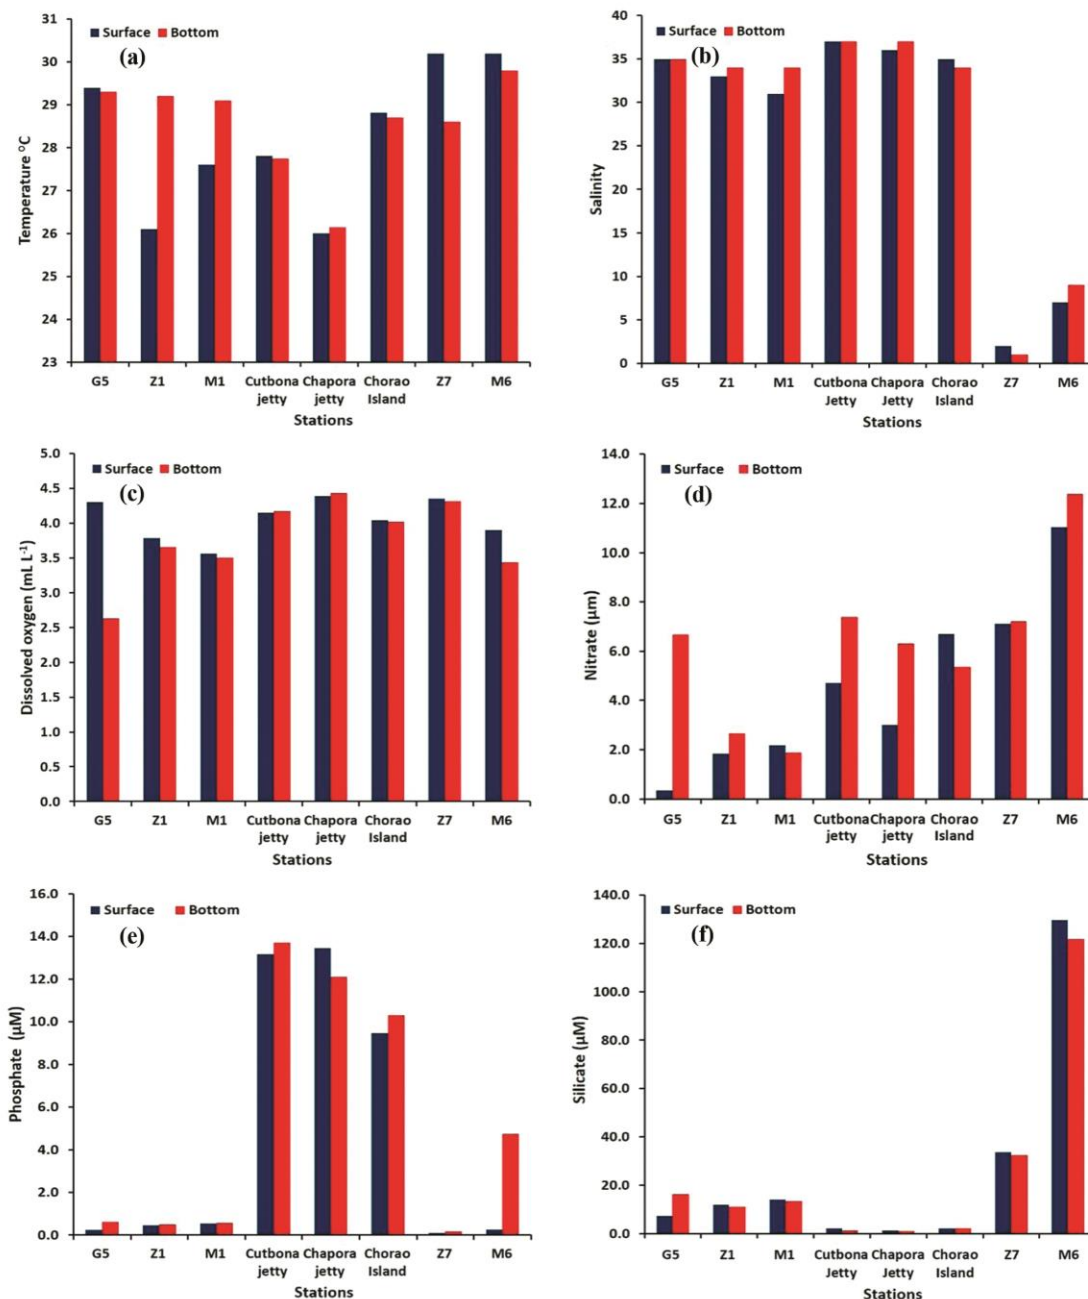 Surface Bottom
(a)
31
30
29
28
27
26
25
24
23
Temperature °C
G5 Z1 M1 Cutbona Chapora Chorao Z7 M6
jetty jetty Island
Stations
Surface Bottom
(b)
40
35
30
25
20
15
10
5
0
Salinity
G5 Z1 M1 Cutbona Chapora Chorao Z7 M6
Jetty Jetty Island
Stations
Surface Bottom
(c)
5.0
4.5
4.0
3.5
3.0
2.5
2.0
1.5
1.0
0.5
0.0
Dissolved oxygen (mL L-1)
G5 Z1 M1 Cutbona Chapora Chorao Z7 M6
jetty jetty Island
Stations
Surface Bottom
(d)
14.0
12.0
10.0
8.0
6.0
4.0
2.0
0.0
Nitrate (µm)
G5 Z1 M1 Cutbona Chapora Chorao Z7 M6
jetty jetty Island
Stations
Surface Bottom
(e)
16.0
14.0
12.0
10.0
8.0
6.0
4.0
2.0
0.0
Phosphate (µM)
G5 Z1 M1 Cutbona Chapora Chorao Z7 M6
jetty jetty Island
Stations
Surface Bottom
(f)
140.0
120.0
100.0
80.0
60.0
40.0
20.0
0.0
Silicate (µM)
G5 Z1 M1 Cutbona Chapora Chorao Z7 M6
Jetty Jetty Island
Stations